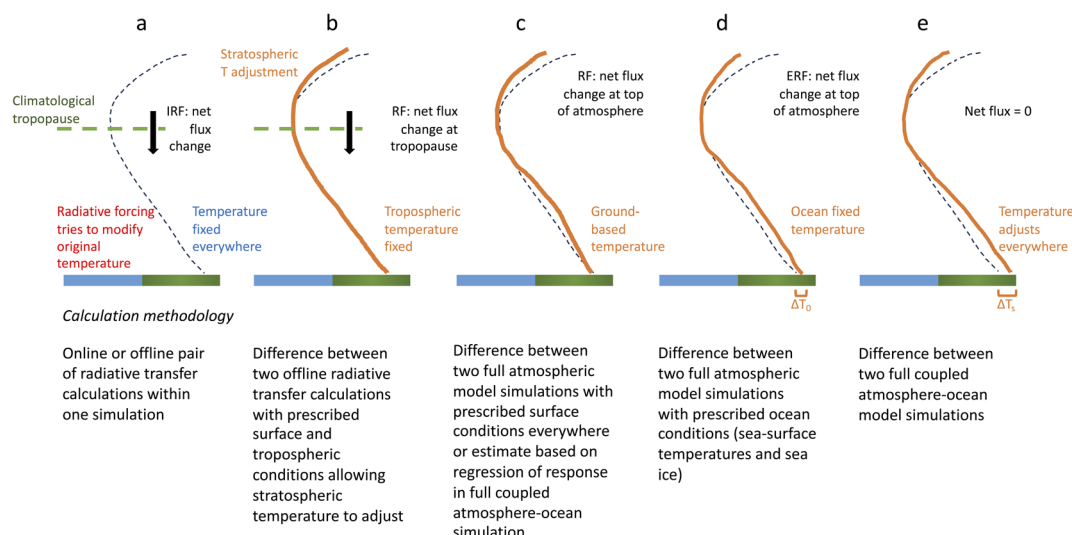 a
Climatological
tropopause
IRF: net
flux
change
Radiative forcing
tries to modify
original
temperature
Temperature
fixed
everywhere
b
Stratospheric
T adjustment
RF: net flux
change at
tropopause
Tropospheric
temperature
fixed
c
RF: net flux
change at top
of atmosphere
Ground-
based
temperature
d
ERF: net flux
change at top
of atmosphere
Ocean fixed
temperature
ΔT₀
e
Net flux = 0
Temperature
adjusts
everywhere
ΔTₛ
Calculation methodology
Online or offline pair
of radiative transfer
calculations within
one simulation
Difference between
two offline radiative
transfer calculations
with prescribed
surface and
tropospheric
conditions allowing
stratospheric
temperature to adjust
Difference between
two full atmospheric
model simulations with
prescribed surface
conditions everywhere
or estimate based on
regression of response
in full coupled
atmosphere-ocean
simulation
Difference between
two full atmospheric
model simulations
with prescribed ocean
conditions (sea-surface
temperatures and sea
ice)
Difference between
two full coupled
atmosphere-ocean
model simulations